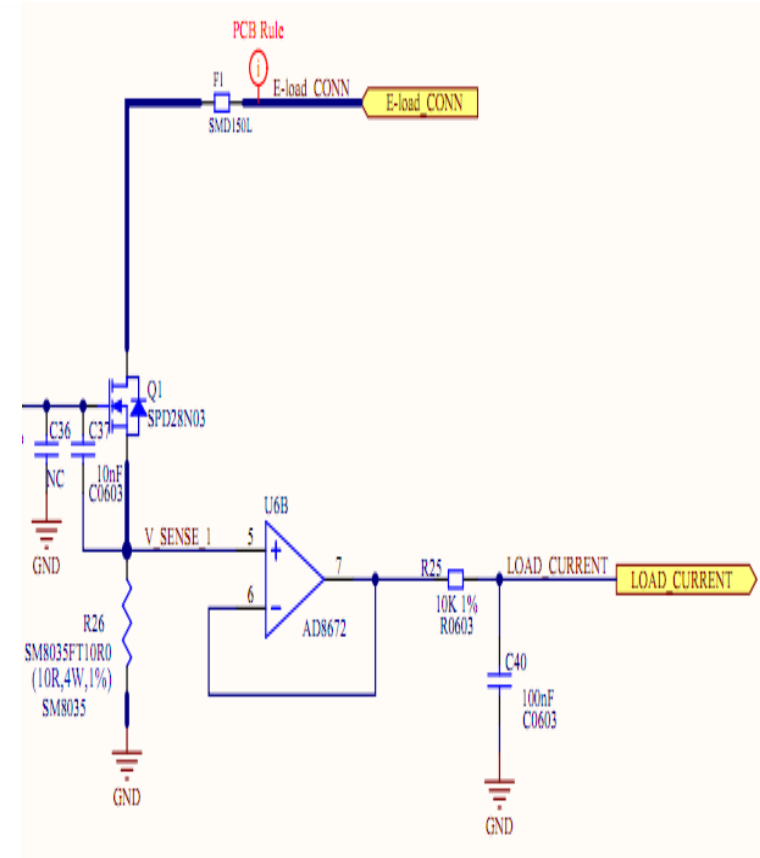 PCB Rule
i
F1
E-load_CONN
E-load_CONN
SMD150L
Q1
SPD28N03
C36
C37
NC
10nF
C0603
GND
V_SENSE_1
5
U6B
+
7
6
-
AD8672
R25
LOAD_CURRENT
LOAD_CURRENT
10K 1%
R0603
R26
SM8035FT10R0
(10R,4W,1%)
SM8035
C40
100nF
C0603
GND
GND